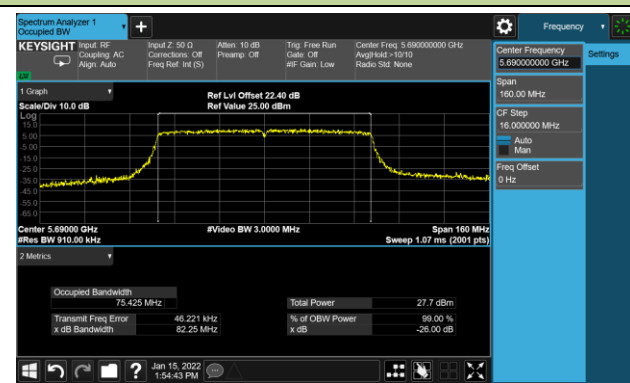 Spectrum Analyzer 1
Occupied BW
Frequency
KEYSIGHT Input: RF Input Z: 50 Ω Atten: 10 dB Trig: Free Run Center Freq: 5.690000000 GHz
Coupling: AC Corrections: Off Preamp: Off Gate: Off Avg|Hold:>10/10
Align: Auto Freq Ref: Int (S) #IF Gain: Low Radio Std: None
Center Frequency Settings
5.690000000 GHz
Span
160.00 MHz
CF Step
16.000000 MHz
Auto
Man
Freq Offset
0 Hz
1 Graph
Ref Lvl Offset 22.40 dB
Scale/Div 10.0 dB Ref Value 25.00 dBm
Log
15.0
5.00
-5.00
-15.0
-25.0
-35.0
-45.0
-55.0
-65.0
Center 5.69000 GHz #Video BW 3.0000 MHz Span 160 MHz
#Res BW 910.00 kHz Sweep 1.07 ms (2001 pts)
2 Metrics
Occupied Bandwidth
75.425 MHz Total Power 27.7 dBm
Transmit Freq Error 46.221 kHz % of OBW Power 99.00 %
x dB Bandwidth 82.25 MHz x dB -26.00 dB
Jan 15, 2022
1:54:43 PM